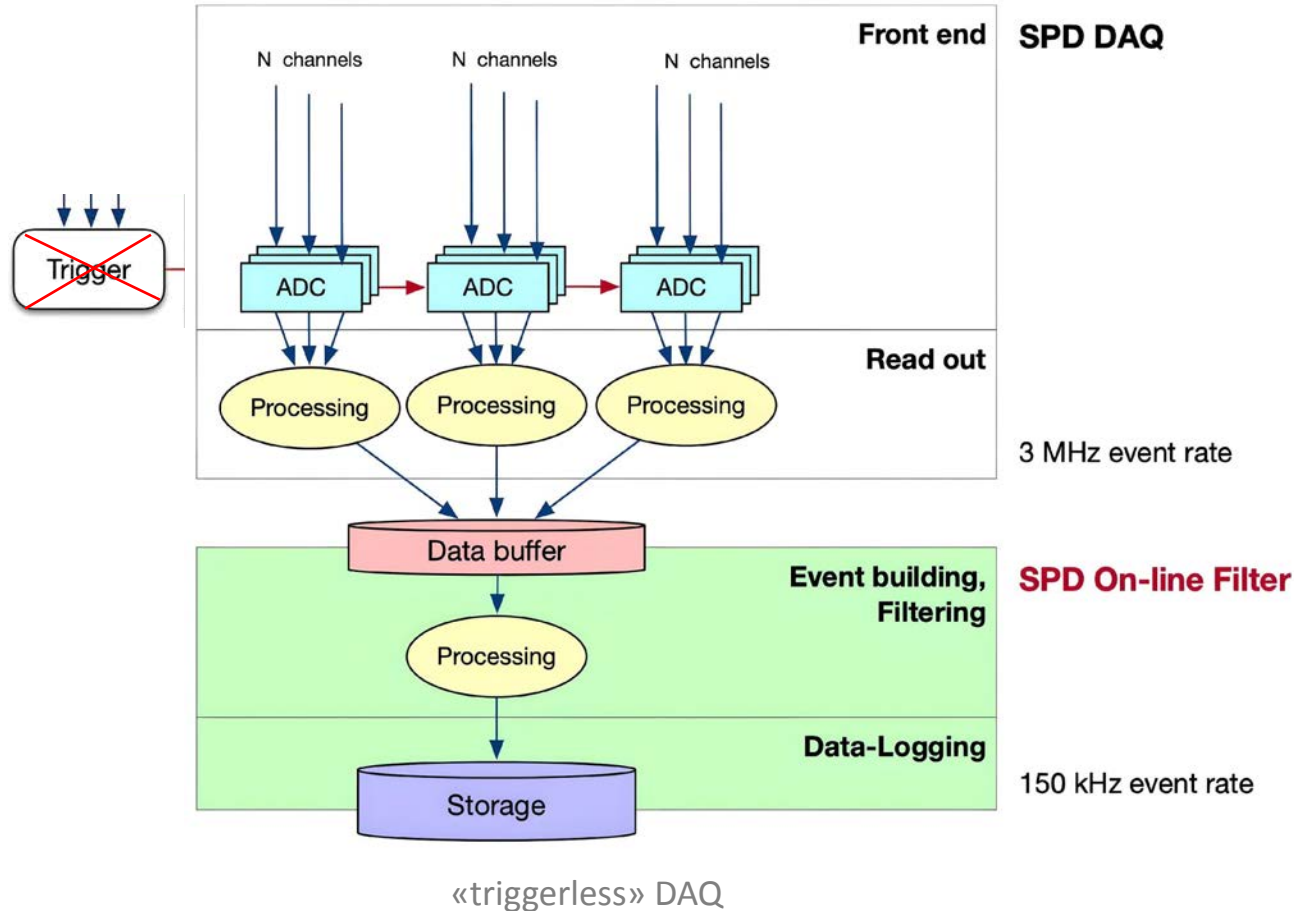 Front end
SPD DAQ
N channels
N channels
N channels
Trigger
ADC
ADC
ADC
Read out
Processing
Processing
Processing
3 MHz event rate
Data buffer
Event building,
Filtering
SPD On-line Filter
Processing
Data-Logging
150 kHz event rate
Storage
«triggerless» DAQ